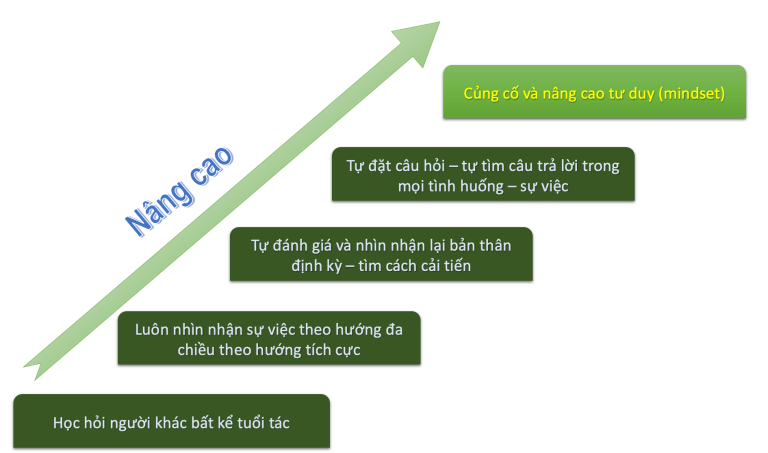 Củng cố và nâng cao tư duy (mindset)
Nâng cao
Tự đặt câu hỏi – tự tìm câu trả lời trong
mọi tình huống – sự việc
Tự đánh giá và nhìn nhận lại bản thân
định kỳ – tìm cách cải tiến
Luôn nhìn nhận sự việc theo hướng đa
chiều theo hướng tích cực
Học hỏi người khác bất kể tuổi tác